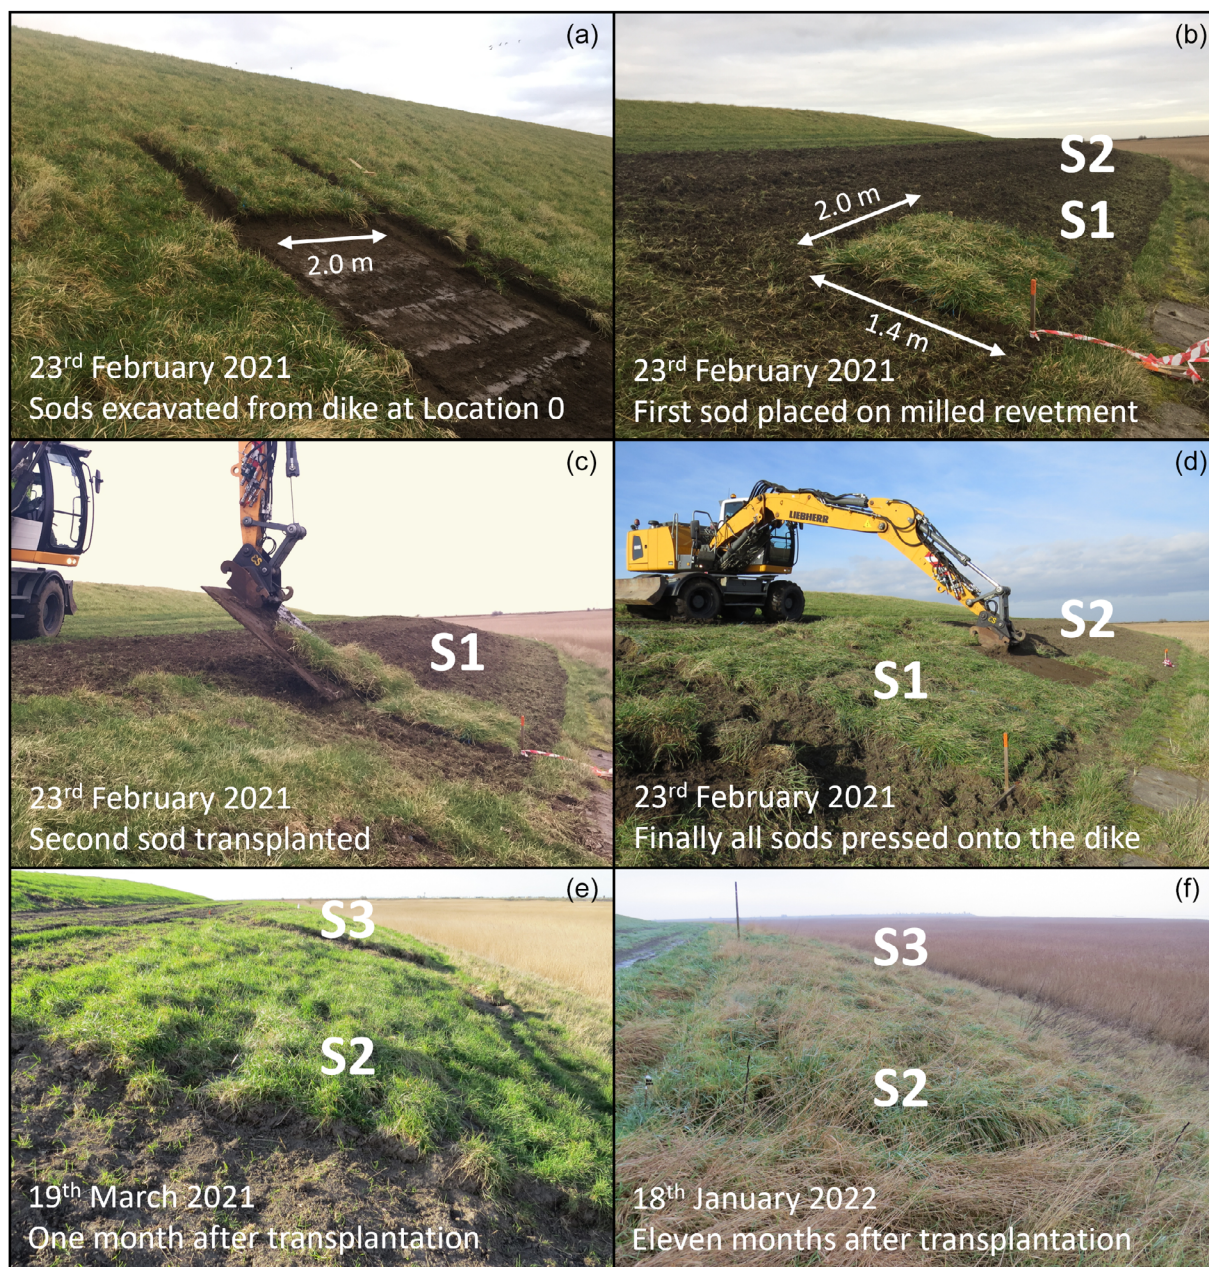 (a)
2.0 m
23rd February 2021
Sods excavated from dike at Location 0
(b)
S2
2.0 m
S1
1.4 m
23rd February 2021
First sod placed on milled revetment
(c)
S1
23rd February 2021
Second sod transplanted
(d)
LIEBHERR
S2
S1
23rd February 2021
Finally all sods pressed onto the dike
(e)
S3
S2
19th March 2021
One month after transplantation
(f)
S3
S2
18th January 2022
Eleven months after transplantation